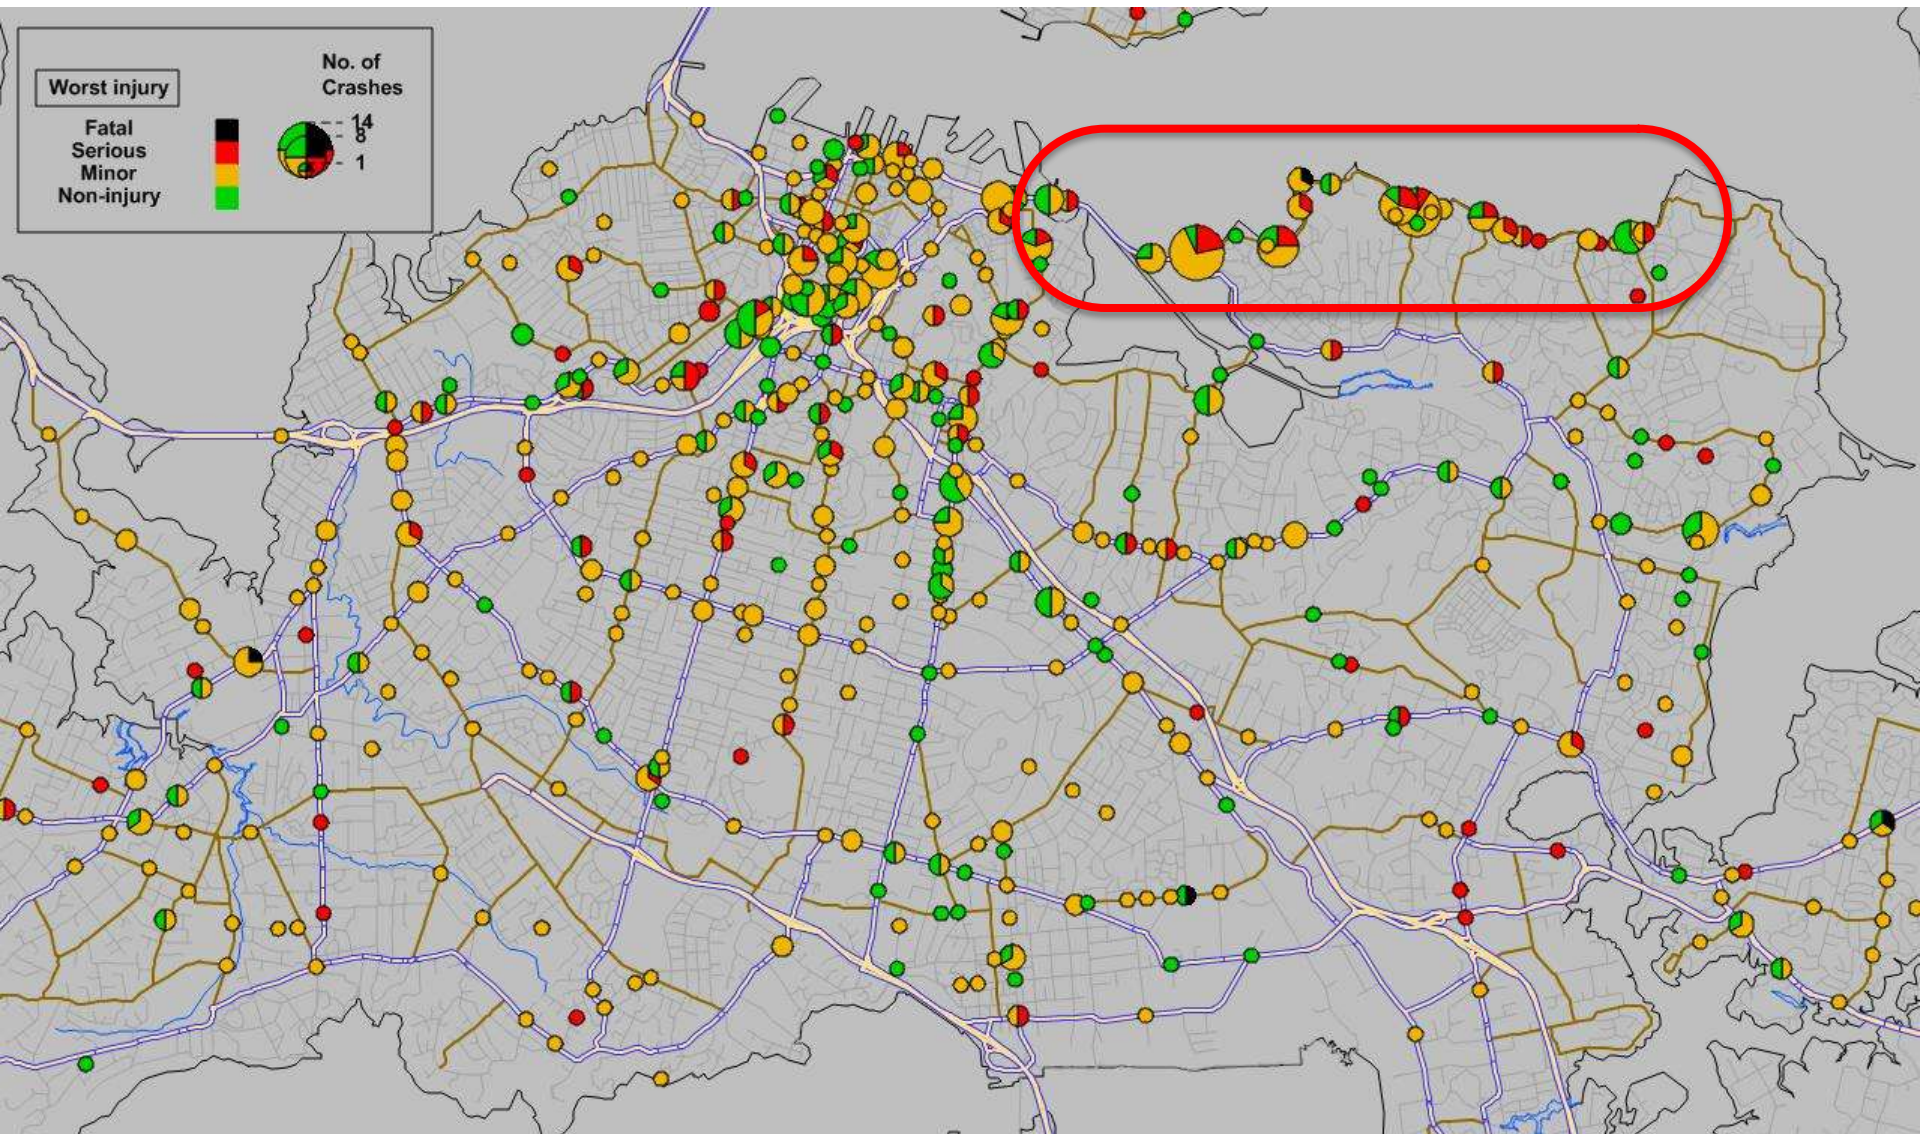 No. of
Crashes
Worst injury
Fatal
Serious
Minor
Non-injury
14
8
1